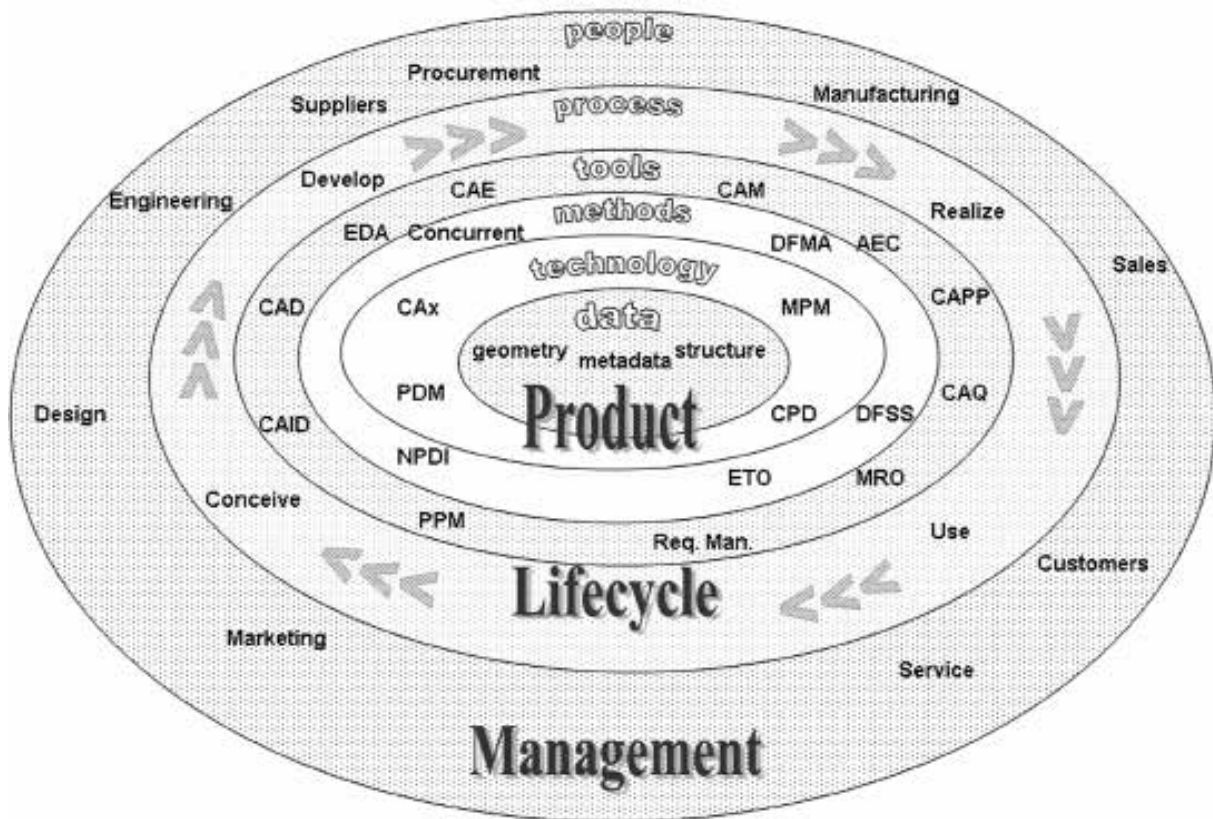 people
Procurement
Manufacturing
Suppliers
process
Develop
tools
CAE
CAM
Engineering
Realize
methods
EDA
Concurrent
DFMA
AEC
technology
Sales
CAD
CAx
data
MPM
CAPP
geometry
metadata
structure
Design
PDM
Product
CPD
DFSS
CAQ
CAID
NPDI
ETO
MRO
Conceive
PPM
Req. Man.
Use
Customers
Lifecycle
Marketing
Service
Management